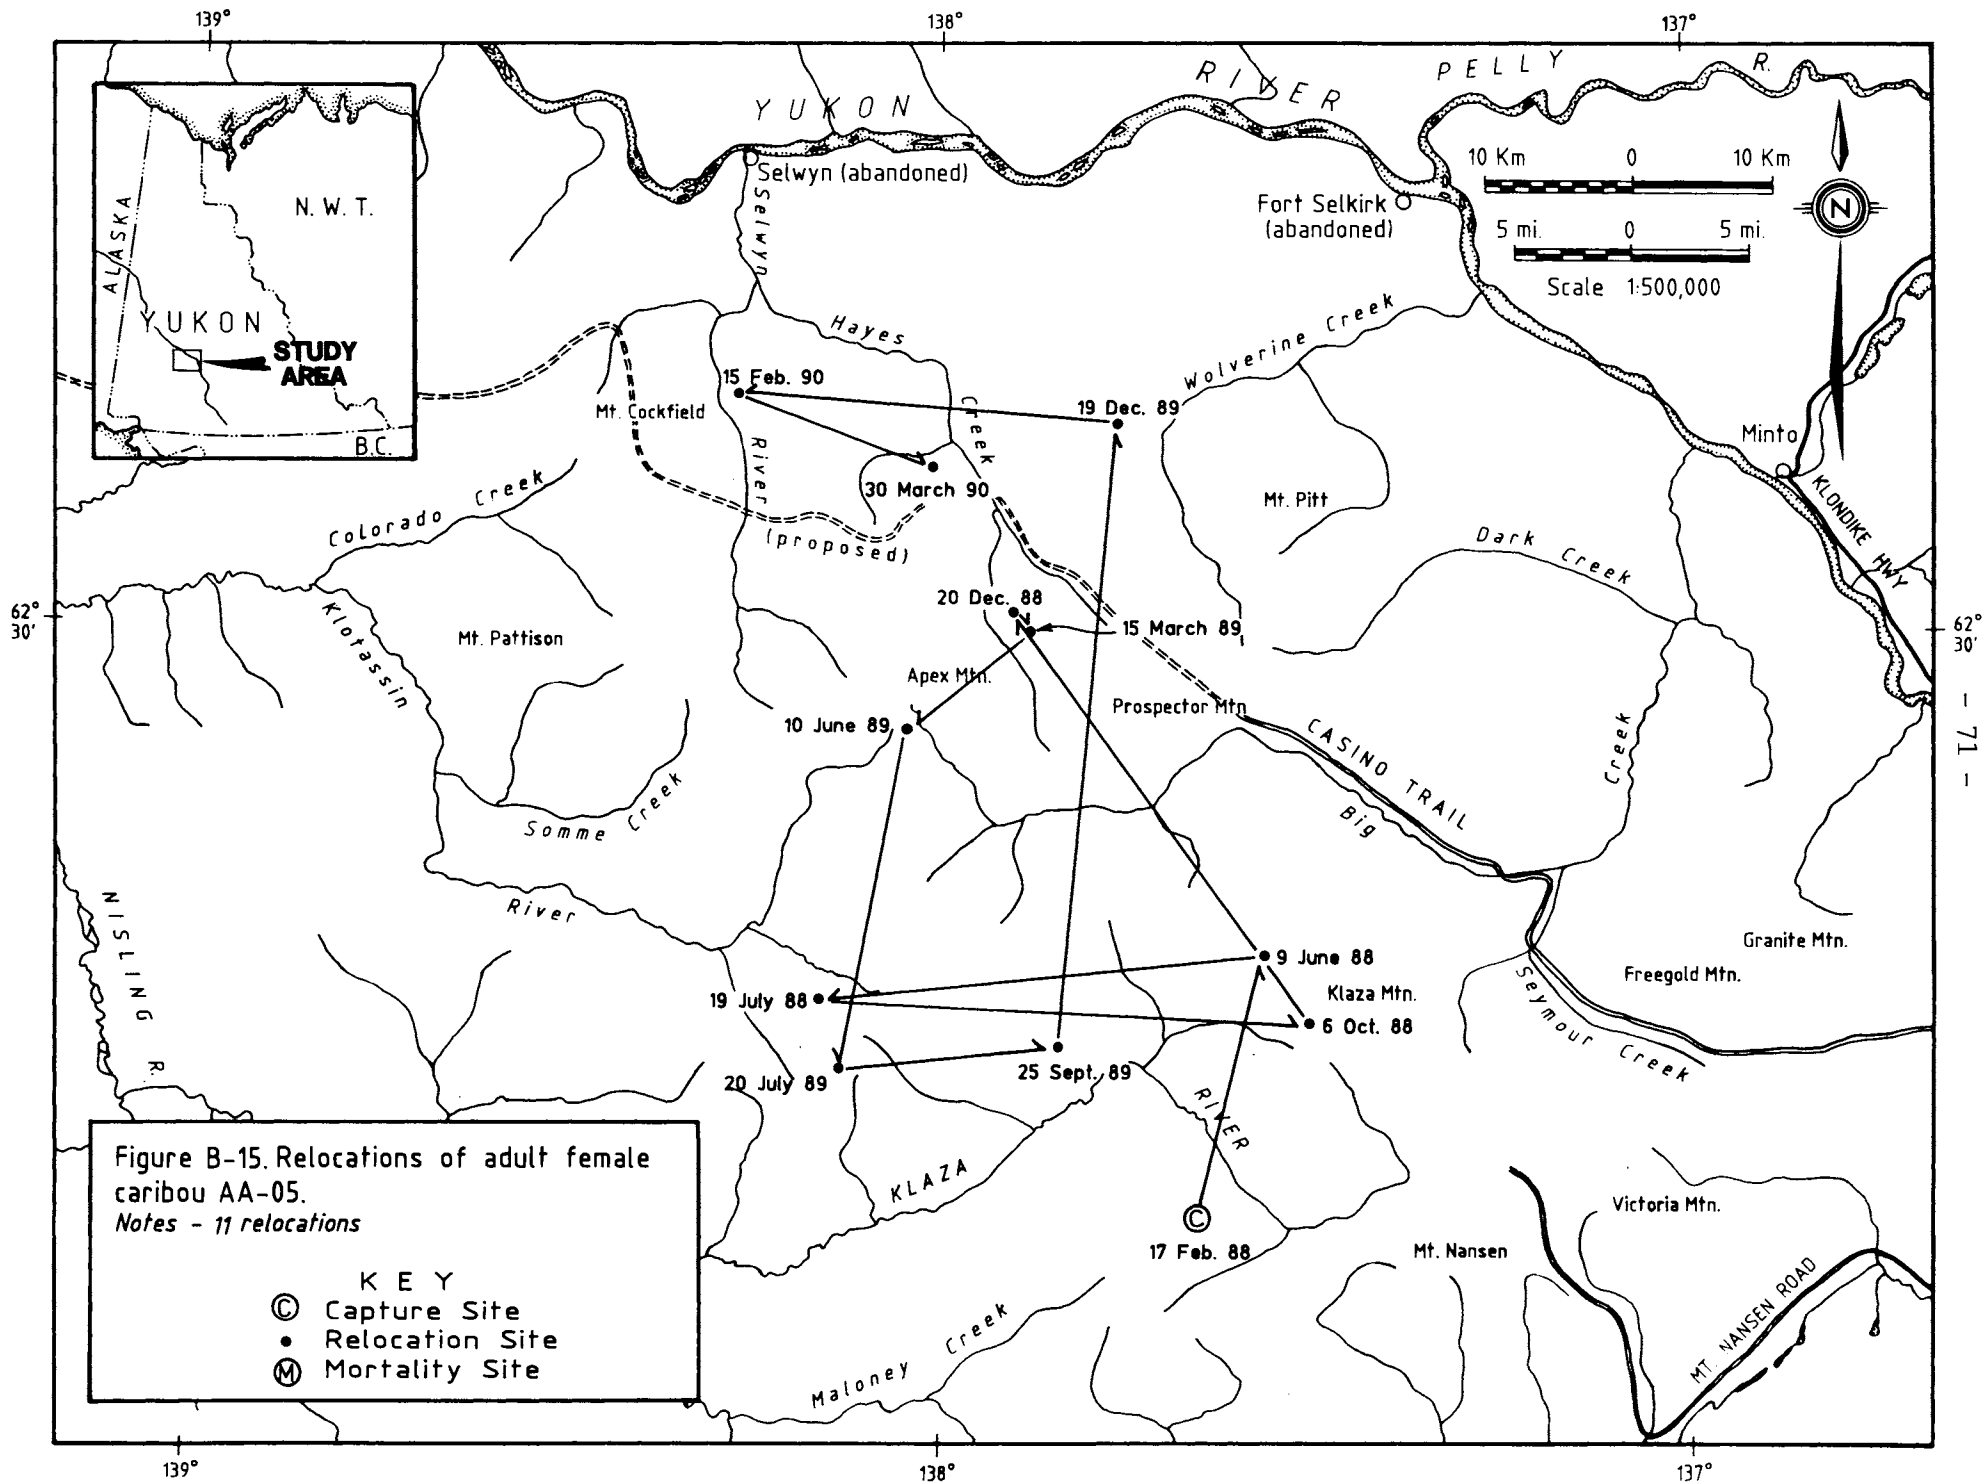 139°
138°
137°
YUKON
RIVER
PELLY
R.
N. W. T.
ALASKA
YUKON
STUDY
AREA
B.C.
Selwyn (abandoned)
Selwyn
Fort Selkirk
(abandoned)
10 Km 0 10 Km
5 mi. 0 5 mi.
Scale 1:500,000
N
Hayes
Creek
Wolverine Creek
15 Feb. 90
Mt. Cockfield
19 Dec. 89
Minto
KLONDIKE HWY
River
30 March 90
Mt. Pitt
Colorado Creek
(proposed)
Dark Creek
62°
30'
62°
30'
Klotassin
20 Dec. 88
15 March 89
Mt. Pattison
Apex Mtn.
Prospector Mtn
10 June 89
CASINO TRAIL
Big
Creek
- 71 -
Somme Creek
River
NISLING R.
Granite Mtn.
9 June 88
Freegold Mtn.
19 July 88
Klaza Mtn.
6 Oct. 88
Seymour Creek
20 July 89
25 Sept. 89
RIVER
KLAZA
17 Feb. 88
C
Victoria Mtn.
Mt. Nansen
MT. NANSEN ROAD
Maloney Creek
Figure B-15. Relocations of adult female
caribou AA-05.
Notes - 11 relocations
KEY
C Capture Site
● Relocation Site
M Mortality Site
139°
138°
137°